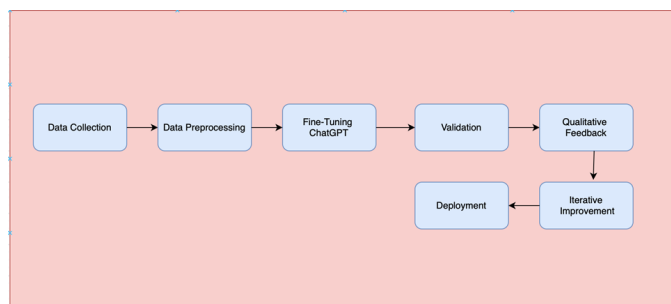 Data Collection
Data Preprocessing
Fine-Tuning
ChatGPT
Validation
Qualitative
Feedback
Deployment
Iterative
Improvement